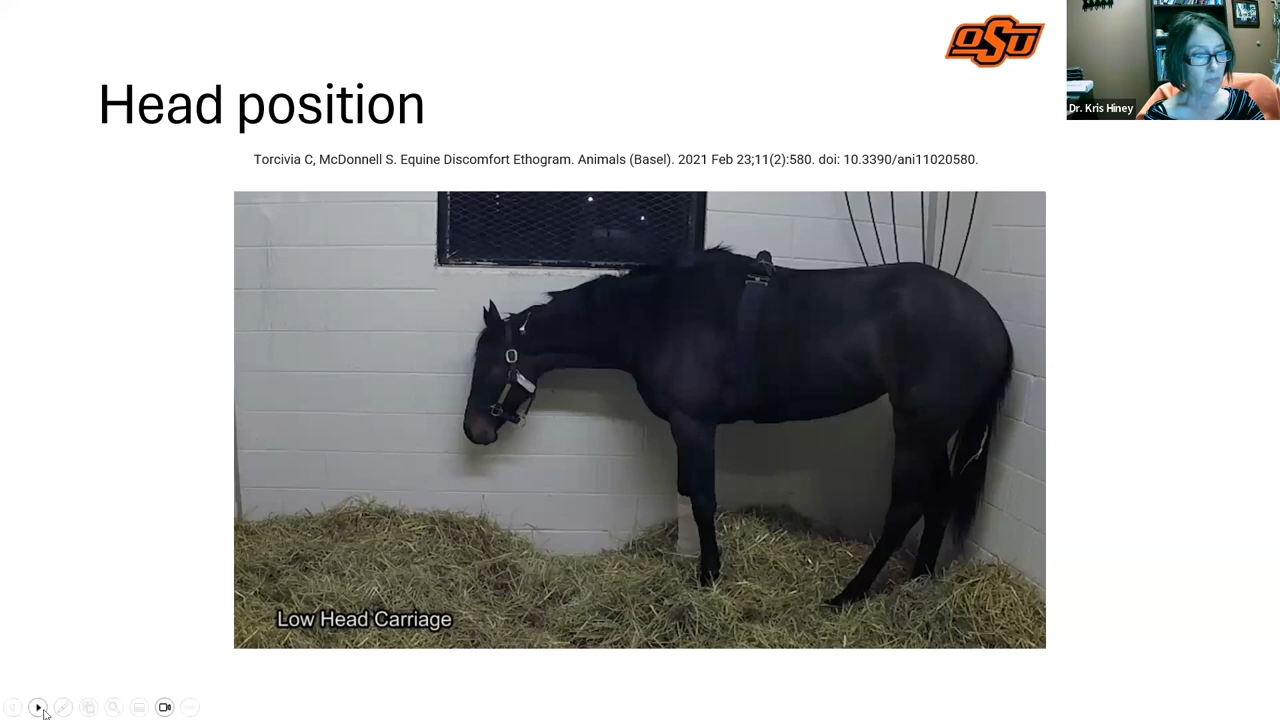 OSU
Dr. Kris Hiney
Head position
Torcivia C, McDonnell S. Equine Discomfort Ethogram. Animals (Basel). 2021 Feb 23;11(2):580. doi: 10.3390/ani11020580.
Low Head Carriage